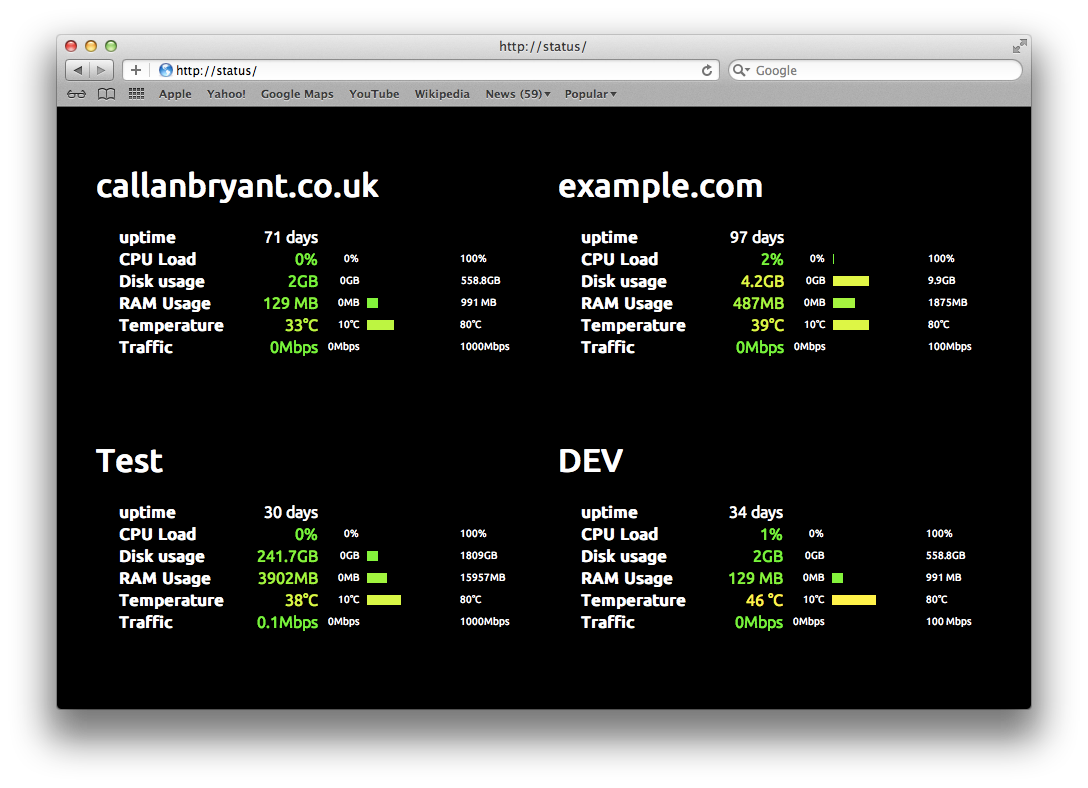 http://status/
http://status/ Google
Apple Yahoo! Google Maps YouTube Wikipedia News (59) Popular
callanbryant.co.uk
uptime 71 days
CPU Load 0% 0% 100%
Disk usage 2GB 0GB 558.8GB
RAM Usage 129 MB 0MB 991 MB
Temperature 33°C 10°C 80°C
Traffic 0Mbps 0Mbps 1000Mbps
example.com
uptime 97 days
CPU Load 2% 0% 100%
Disk usage 4.2GB 0GB 9.9GB
RAM Usage 487MB 0MB 1875MB
Temperature 39°C 10°C 80°C
Traffic 0Mbps 0Mbps 100Mbps
Test
uptime 30 days
CPU Load 0% 0% 100%
Disk usage 241.7GB 0GB 1809GB
RAM Usage 3902MB 0MB 15957MB
Temperature 38°C 10°C 80°C
Traffic 0.1Mbps 0Mbps 1000Mbps
DEV
uptime 34 days
CPU Load 1% 0% 100%
Disk usage 2GB 0GB 558.8GB
RAM Usage 129 MB 0MB 991 MB
Temperature 46 °C 10°C 80°C
Traffic 0Mbps 0Mbps 100 Mbps